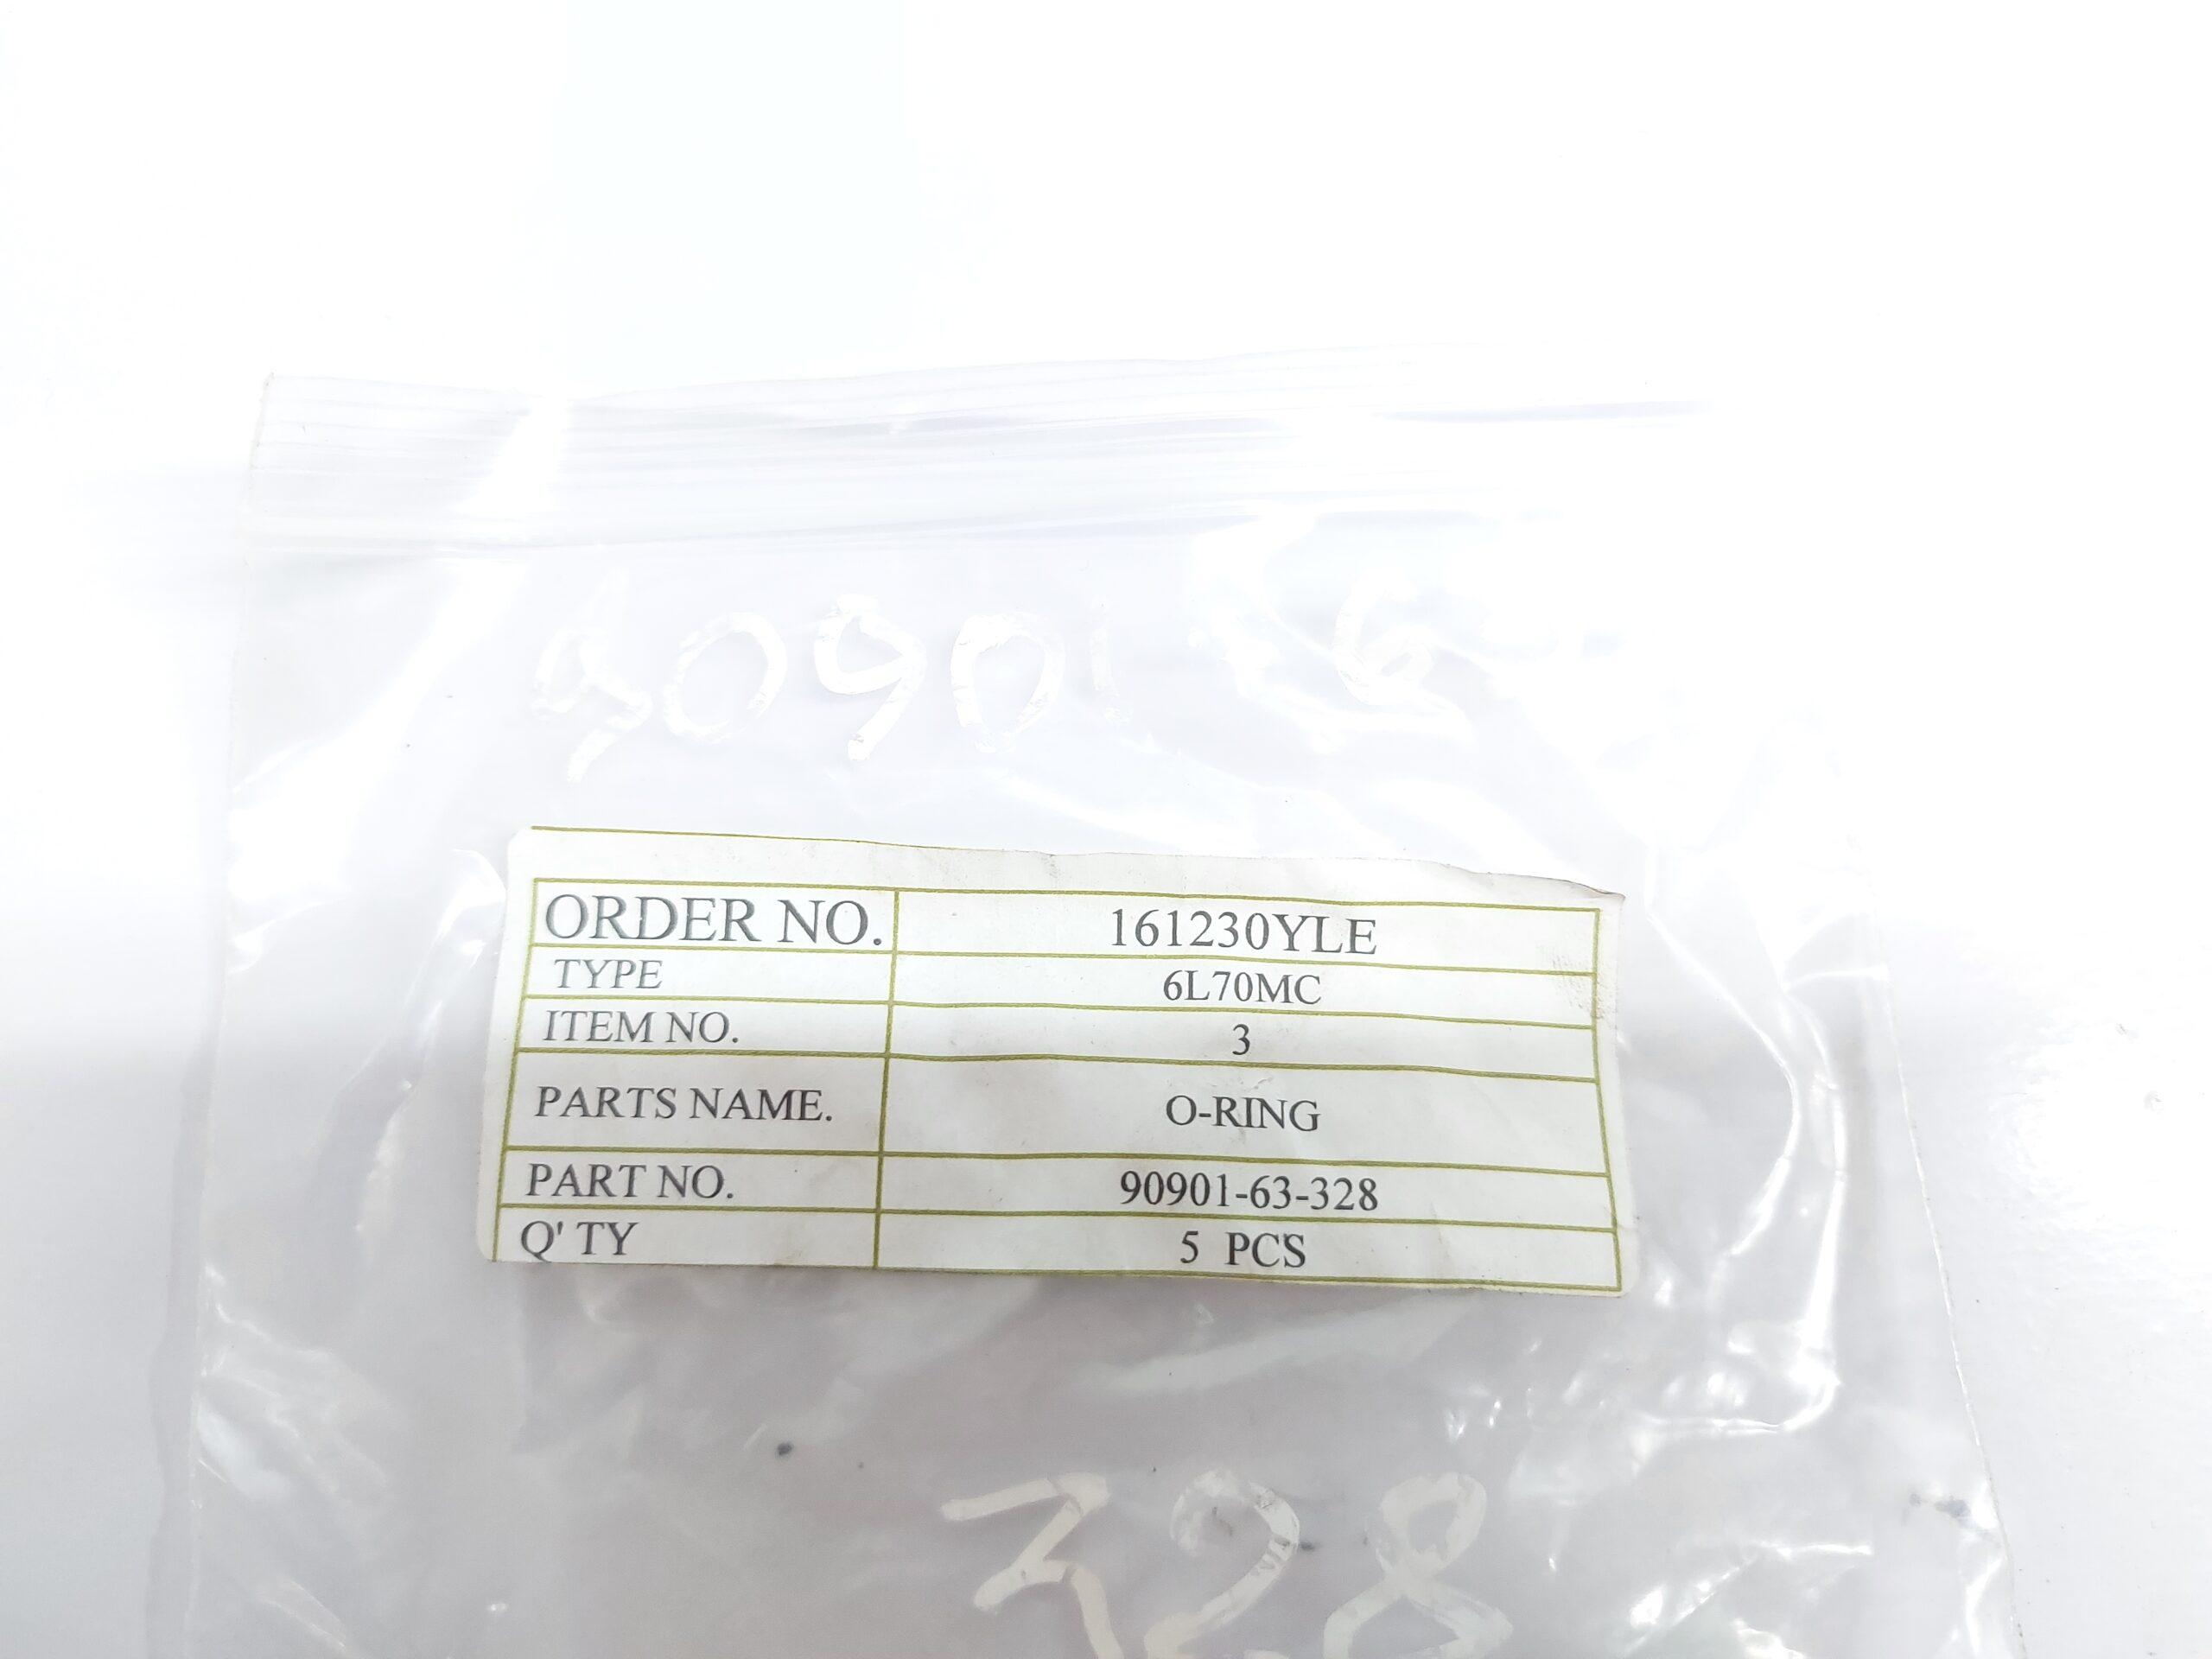 90901-6
ORDER NO. 161230YLE
TYPE 6L70MC
ITEM NO. 3
PARTS NAME. O-RING
PART NO. 90901-63-328
Q' TY 5 PCS
328